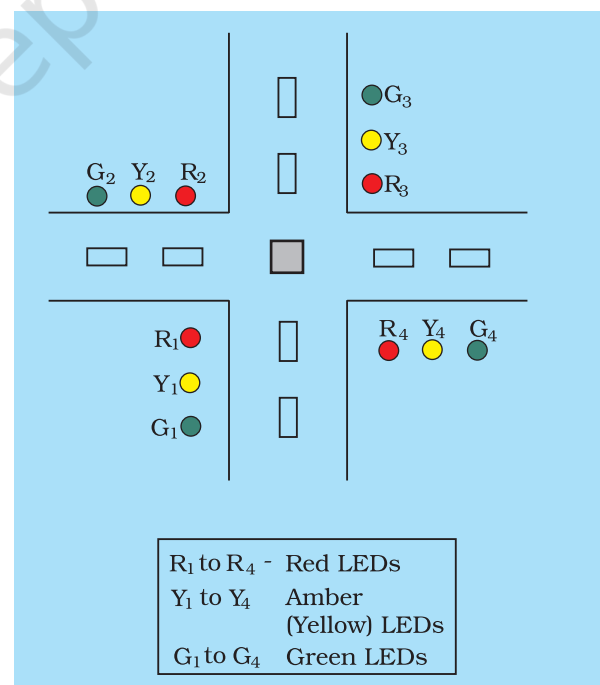 ep
G₃
Y₃
G₂ Y₂ R₂
R₃
R₁
R₄ Y₄ G₄
Y₁
G₁
R₁ to R₄ - Red LEDs
Y₁ to Y₄ Amber
(Yellow) LEDs
G₁ to G₄ Green LEDs